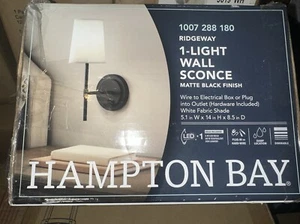 1007 288 180
RIDGEWAY
1-LIGHT
WALL
SCONCE
MATTE BLACK FINISH
Wire to Electrical Box or Plug
into Outlet (Hardware Included)
White Fabric Shade
5.1 in W x 14 in H x 8.5 in D
LED
HAMPTON BAY